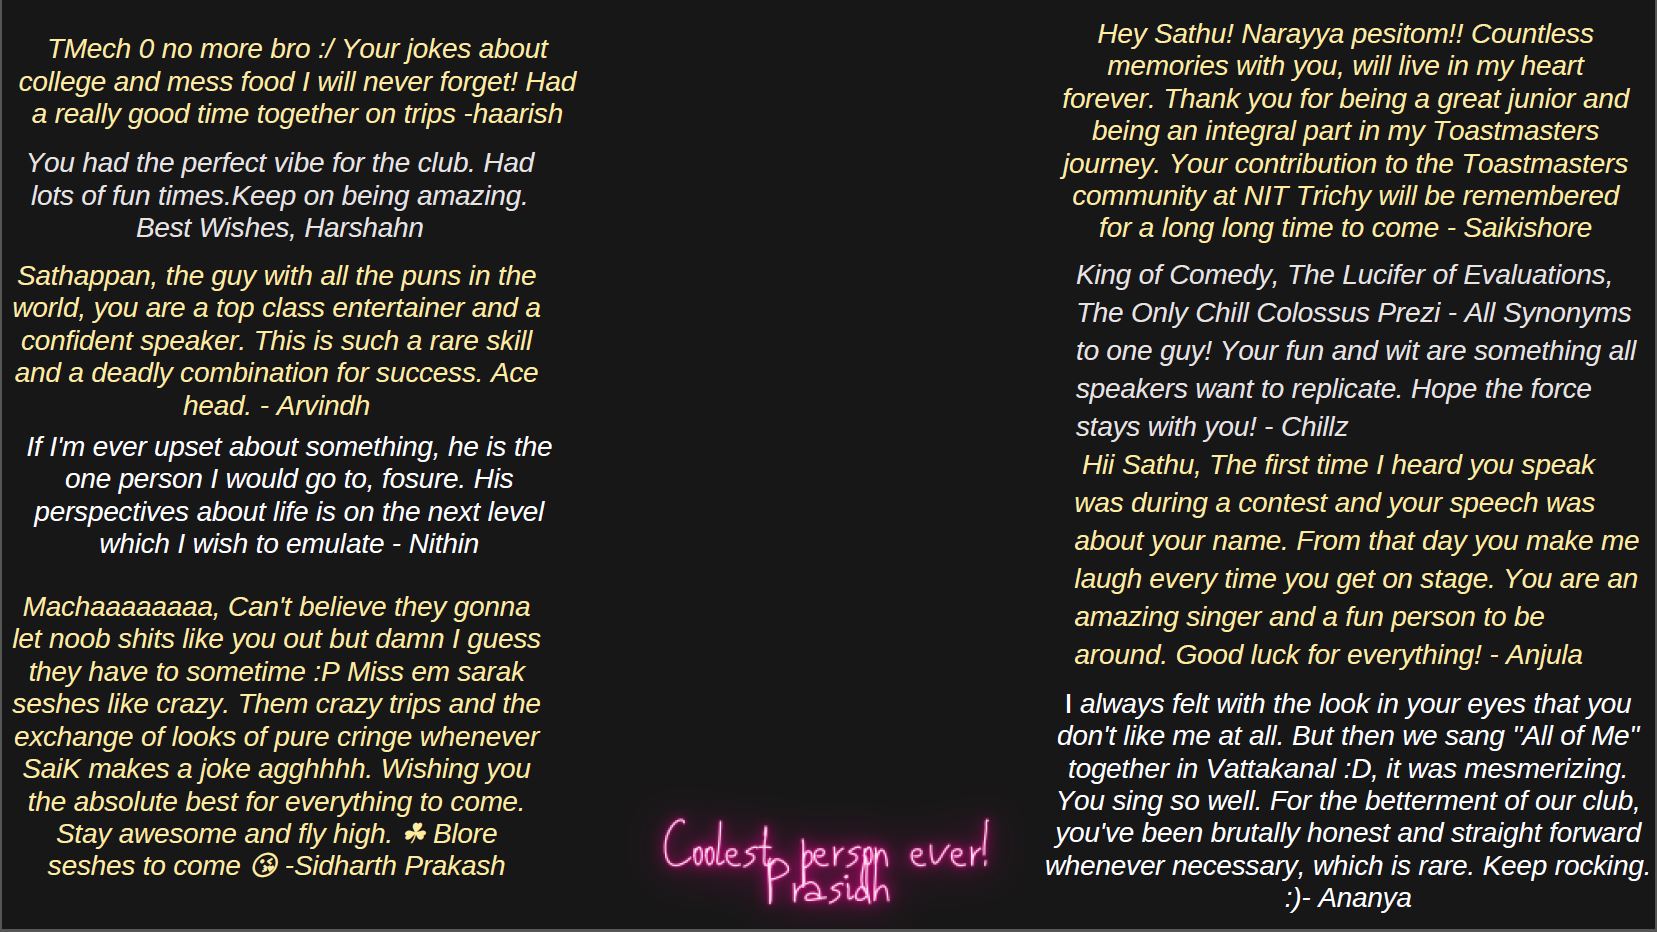 TMech 0 no more bro :/ Your jokes about
college and mess food I will never forget! Had
a really good time together on trips -haarish
You had the perfect vibe for the club. Had
lots of fun times.Keep on being amazing.
Best Wishes, Harshahn
Sathappan, the guy with all the puns in the
world, you are a top class entertainer and a
confident speaker. This is such a rare skill
and a deadly combination for success. Ace
head. - Arvindh
If I'm ever upset about something, he is the
one person I would go to, fosure. His
perspectives about life is on the next level
which I wish to emulate - Nithin
Machaaaaaaaa, Can't believe they gonna
let noob shits like you out but damn I guess
they have to sometime :P Miss em sarak
seshes like crazy. Them crazy trips and the
exchange of looks of pure cringe whenever
SaiK makes a joke agghhhh. Wishing you
the absolute best for everything to come.
Stay awesome and fly high. ☘ Blore
seshes to come 😘 -Sidharth Prakash
Coolest person ever!
Prasidh
Hey Sathu! Narayya pesitom!! Countless
memories with you, will live in my heart
forever. Thank you for being a great junior and
being an integral part in my Toastmasters
journey. Your contribution to the Toastmasters
community at NIT Trichy will be remembered
for a long long time to come - Saikishore
King of Comedy, The Lucifer of Evaluations,
The Only Chill Colossus Prezi - All Synonyms
to one guy! Your fun and wit are something all
speakers want to replicate. Hope the force
stays with you! - Chillz
Hii Sathu, The first time I heard you speak
was during a contest and your speech was
about your name. From that day you make me
laugh every time you get on stage. You are an
amazing singer and a fun person to be
around. Good luck for everything! - Anjula
I always felt with the look in your eyes that you
don't like me at all. But then we sang "All of Me"
together in Vattakanal :D, it was mesmerizing.
You sing so well. For the betterment of our club,
you've been brutally honest and straight forward
whenever necessary, which is rare. Keep rocking.
:)- Ananya